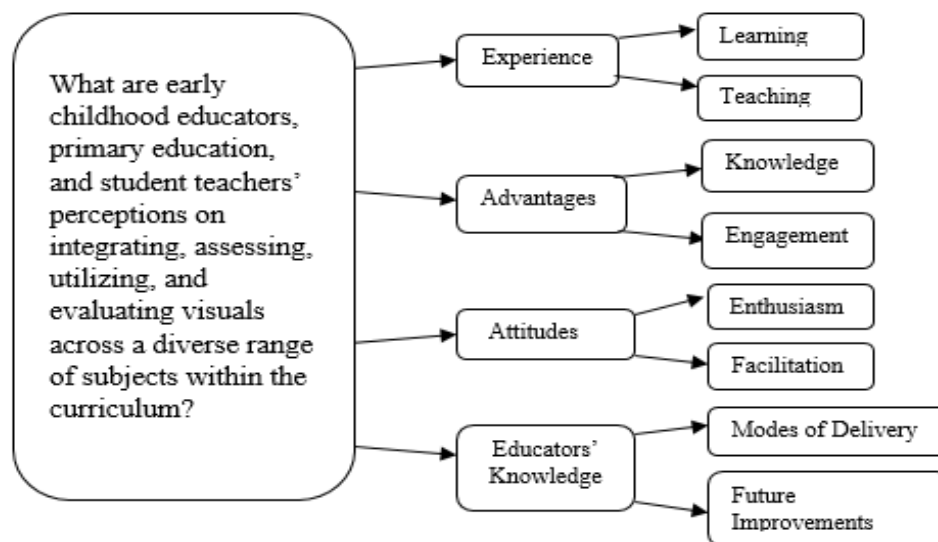 What are early
childhood educators,
primary education,
and student teachers’
perceptions on
integrating, assessing,
utilizing, and
evaluating visuals
across a diverse range
of subjects within the
curriculum?
Experience
Learning
Teaching
Advantages
Knowledge
Engagement
Attitudes
Enthusiasm
Facilitation
Educators’
Knowledge
Modes of Delivery
Future
Improvements